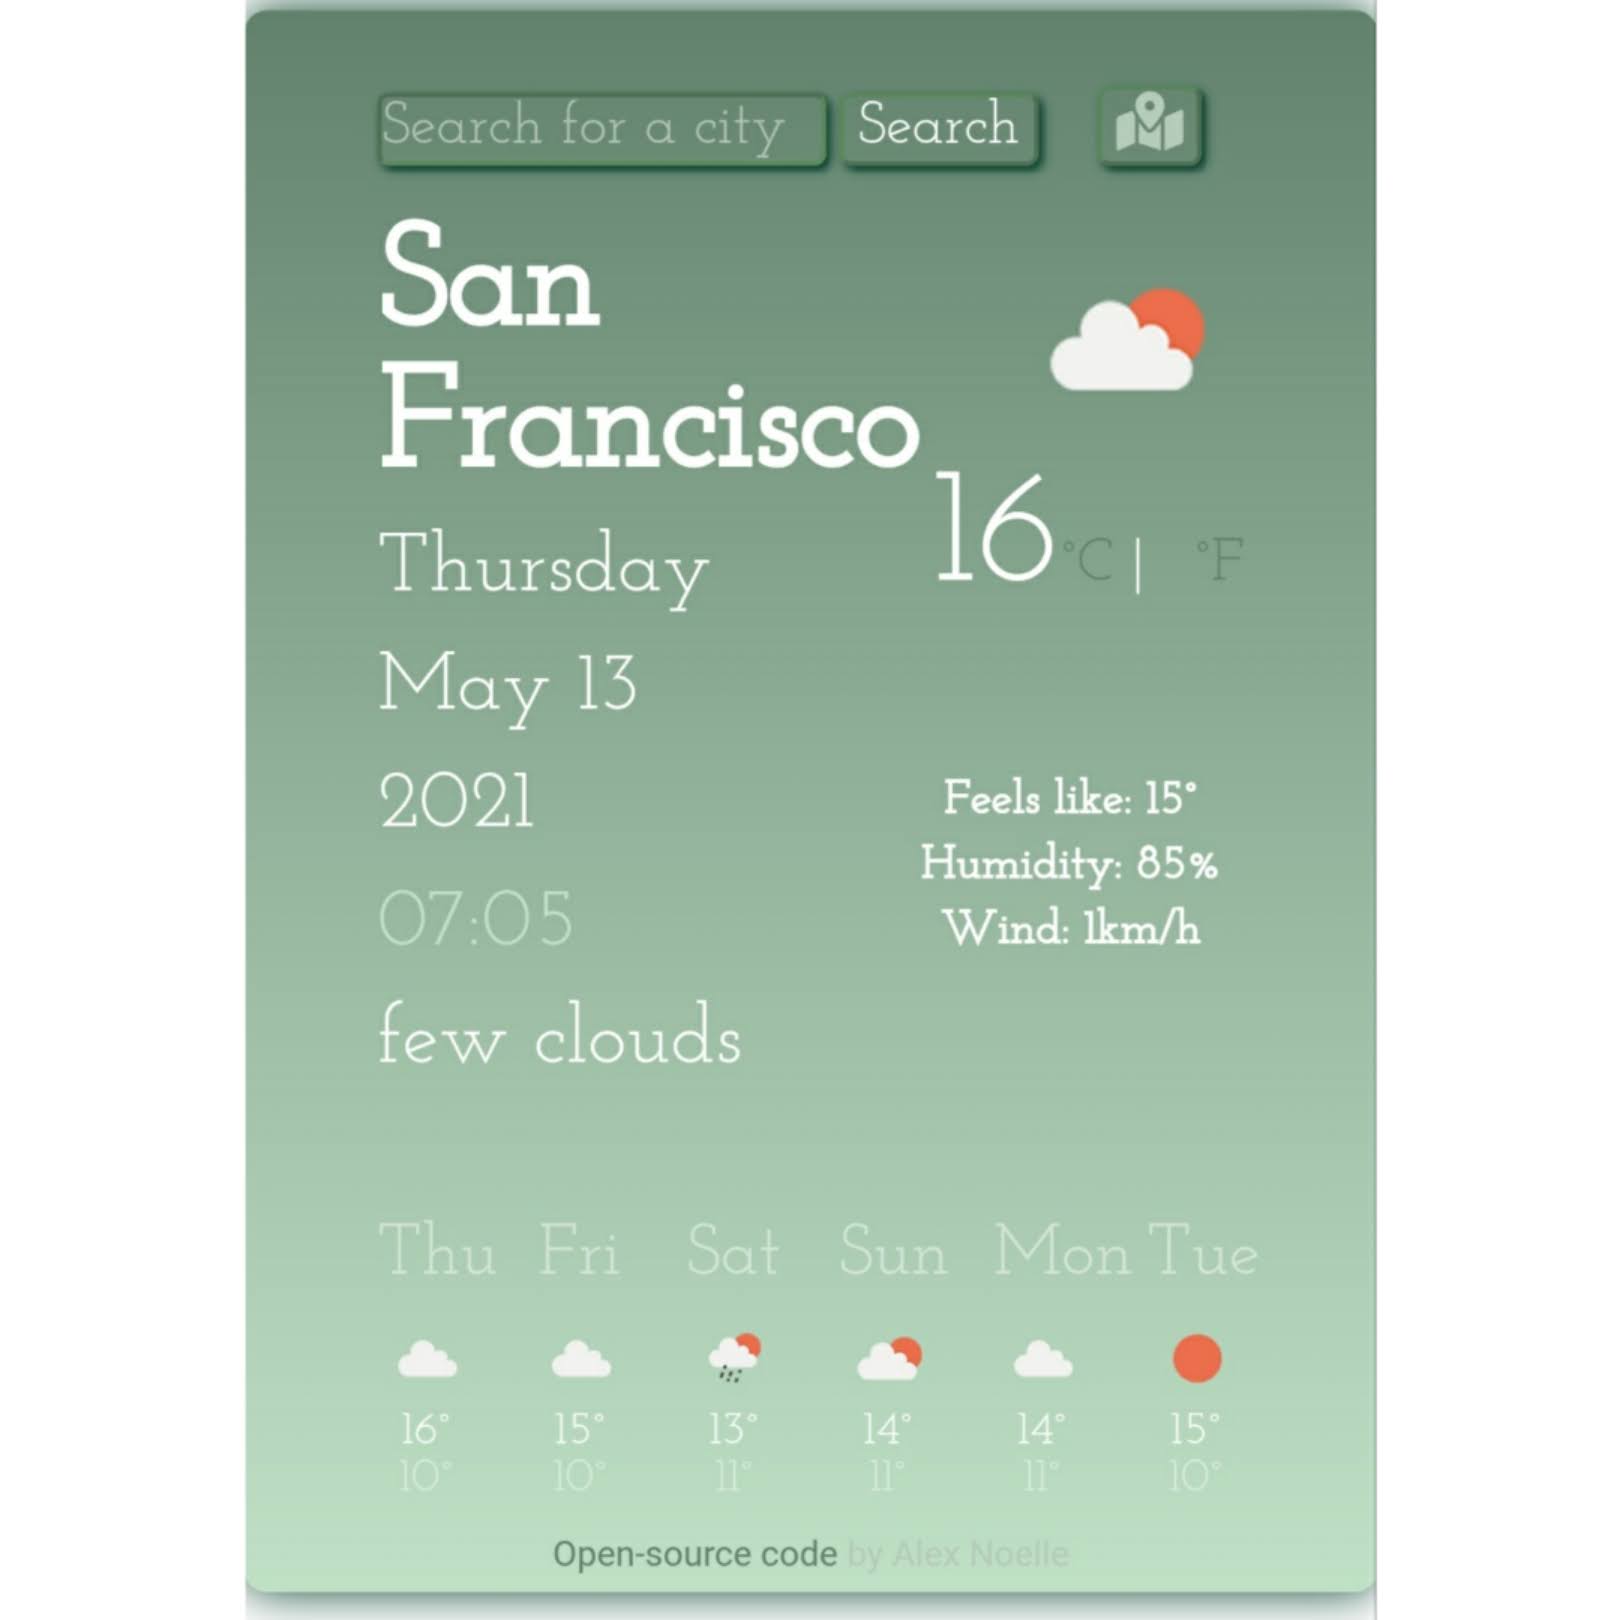 Search for a city Search
San
Francisco
16 °C | °F
Thursday
May 13
2021
07:05
few clouds
Feels like: 15°
Humidity: 85%
Wind: 1km/h
Thu Fri Sat Sun Mon Tue
16° 15° 13° 14° 14° 15°
10° 10° 11° 11° 11° 10°
Open-source code by Alex Noelle